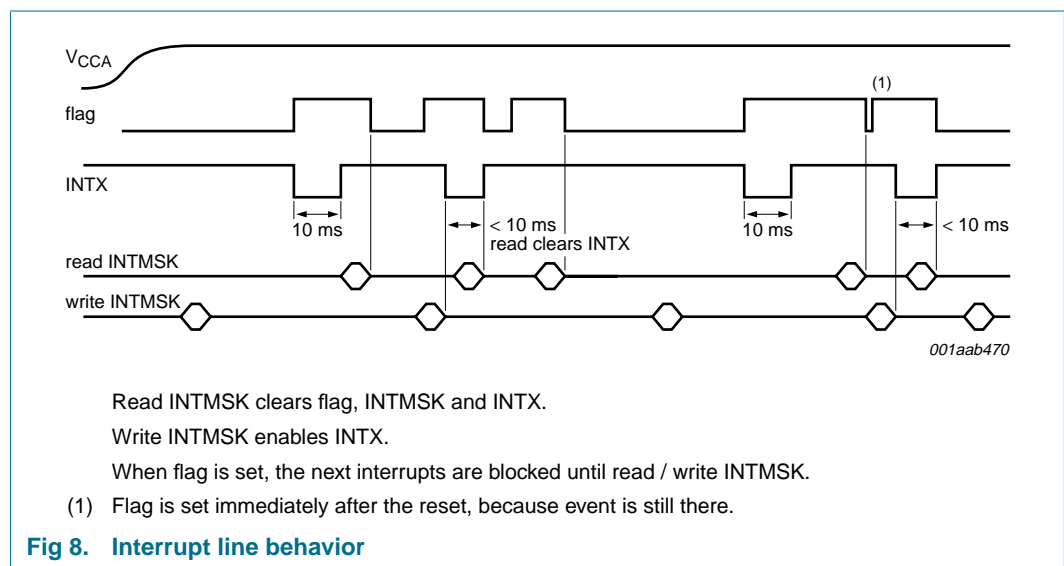 VCCA
(1)
flag
INTX
10 ms
< 10 ms
read clears INTX
10 ms
< 10 ms
read INTMSK
write INTMSK
001aab470
Read INTMSK clears flag, INTMSK and INTX.
Write INTMSK enables INTX.
When flag is set, the next interrupts are blocked until read / write INTMSK.
(1) Flag is set immediately after the reset, because event is still there.
Fig 8. Interrupt line behavior